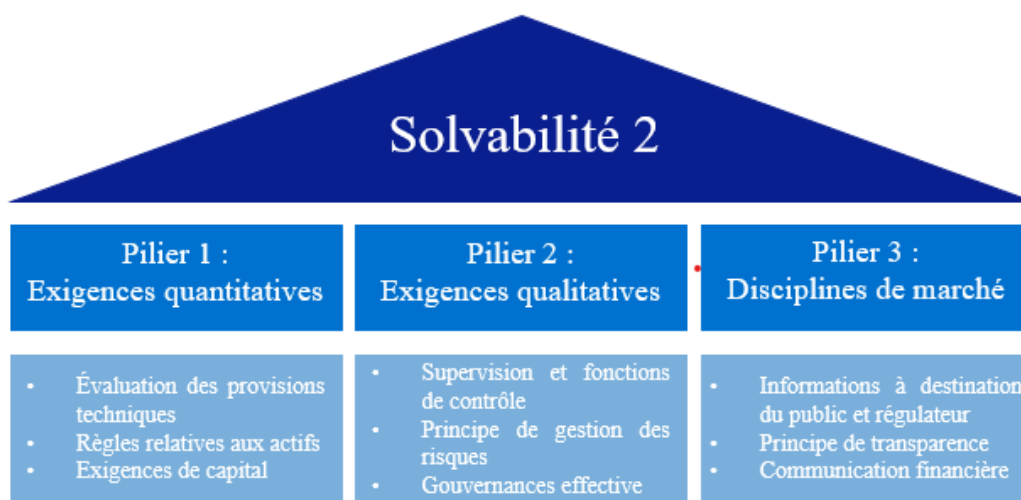 Solvabilité 2
Pilier 1 :
Exigences quantitatives
Pilier 2 :
Exigences qualitatives
Pilier 3 :
Disciplines de marché
• Évaluation des provisions
techniques
• Règles relatives aux actifs
• Exigences de capital
• Supervision et fonctions
de contrôle
• Principe de gestion des
risques
• Gouvernances effective
• Informations à destination
du public et régulateur
• Principe de transparence
• Communication financière